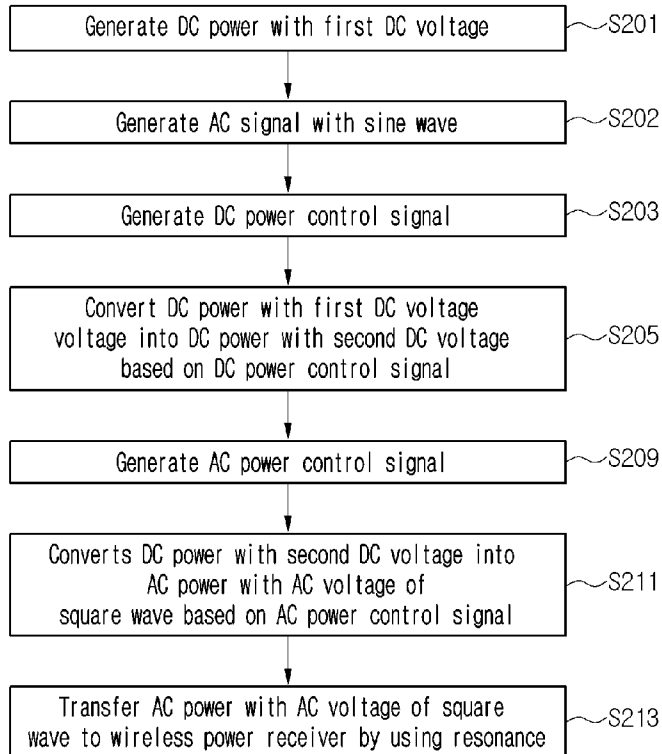 Generate DC power with first DC voltage
S201
Generate AC signal with sine wave
S202
Generate DC power control signal
S203
Convert DC power with first DC voltage
voltage into DC power with second DC voltage
based on DC power control signal
S205
Generate AC power control signal
S209
Converts DC power with second DC voltage into
AC power with AC voltage of
square wave based on AC power control signal
S211
Transfer AC power with AC voltage of square
wave to wireless power receiver by using resonance
S213